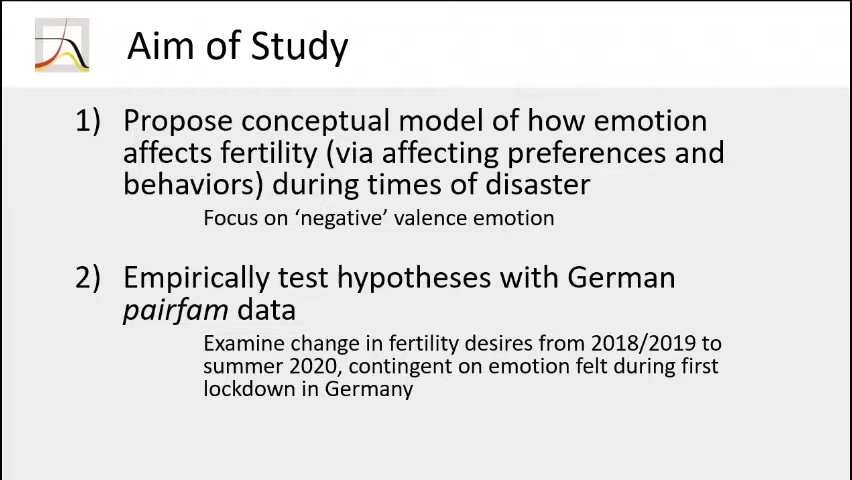 Aim of Study
1) Propose conceptual model of how emotion
affects fertility (via affecting preferences and
behaviors) during times of disaster
Focus on ‘negative’ valence emotion
2) Empirically test hypotheses with German
pairfam data
Examine change in fertility desires from 2018/2019 to
summer 2020, contingent on emotion felt during first
lockdown in Germany